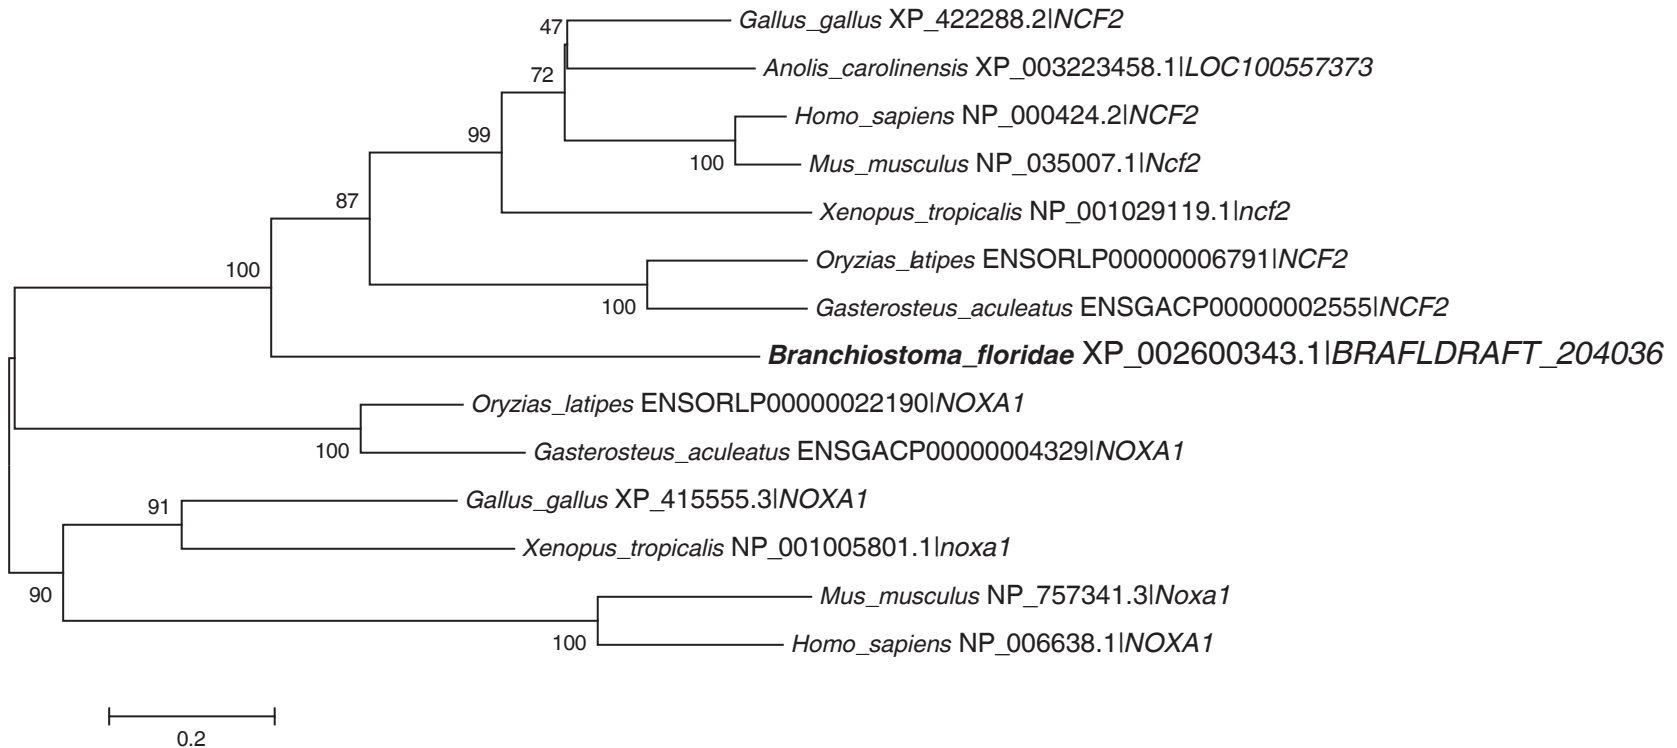 47
Gallus_gallus XP_422288.2|NCF2
Anolis_carolinensis XP_003223458.1|LOC100557373
72
Homo_sapiens NP_000424.2|NCF2
99
100
Mus_musculus NP_035007.1|Ncf2
87
Xenopus_tropicalis NP_001029119.1|ncf2
Oryzias_latipes ENSORLP00000006791|NCF2
100
100
Gasterosteus_aculeatus ENSGACP00000002555|NCF2
Branchiostoma_floridae XP_002600343.1|BRAFLDRAFT_204036
Oryzias_latipes ENSORLP00000022190|NOXA1
100
Gasterosteus_aculeatus ENSGACP00000004329|NOXA1
91
Gallus_gallus XP_415555.3|NOXA1
Xenopus_tropicalis NP_001005801.1|noxa1
90
Mus_musculus NP_757341.3|Noxa1
100
Homo_sapiens NP_006638.1|NOXA1
0.2